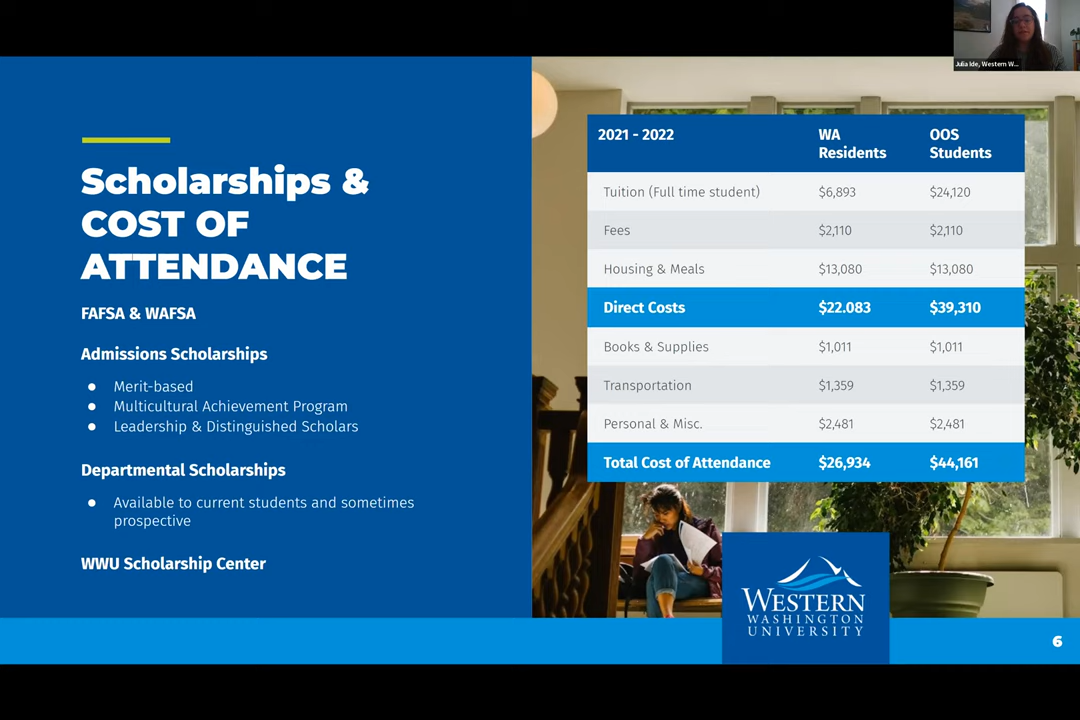 Julia Ide, Western W...
Scholarships &
COST OF
ATTENDANCE
FAFSA & WAFSA
Admissions Scholarships
● Merit-based
● Multicultural Achievement Program
● Leadership & Distinguished Scholars
Departmental Scholarships
● Available to current students and sometimes
prospective
WWU Scholarship Center
2021 - 2022 WA Residents OOS Students
Tuition (Full time student) $6,893 $24,120
Fees $2,110 $2,110
Housing & Meals $13,080 $13,080
Direct Costs $22.083 $39,310
Books & Supplies $1,011 $1,011
Transportation $1,359 $1,359
Personal & Misc. $2,481 $2,481
Total Cost of Attendance $26,934 $44,161
WESTERN
WASHINGTON
UNIVERSITY
6